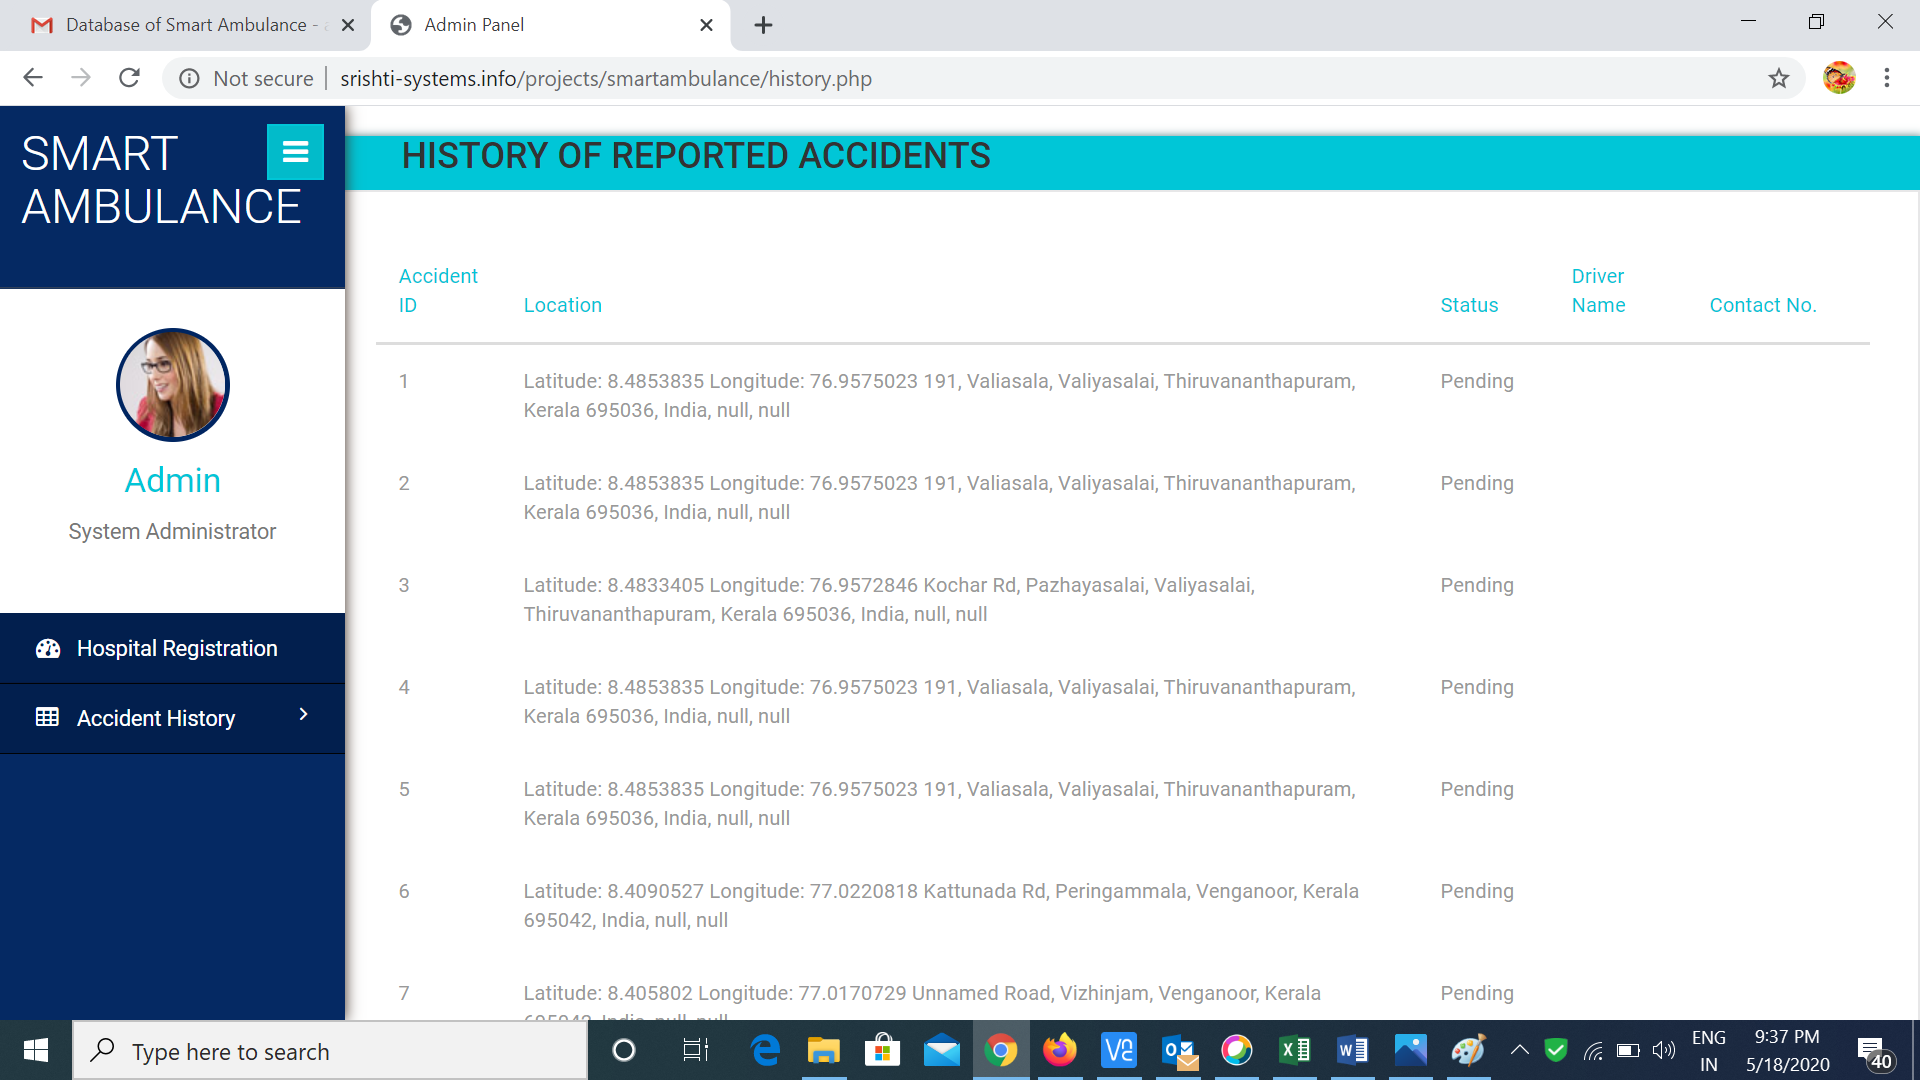 Database of Smart Ambulance -
Admin Panel
Not secure
srishti-systems.info/projects/smartambulance/history.php
SMART
AMBULANCE
HISTORY OF REPORTED ACCIDENTS
Admin
System Administrator
Hospital Registration
Accident History
Accident
ID
Location
Status
Driver
Name
Contact No.
1
Latitude: 8.4853835 Longitude: 76.9575023 191, Valiasala, Valiyasalai, Thiruvananthapuram,
Kerala 695036, India, null, null
Pending
2
Latitude: 8.4853835 Longitude: 76.9575023 191, Valiasala, Valiyasalai, Thiruvananthapuram,
Kerala 695036, India, null, null
Pending
3
Latitude: 8.4833405 Longitude: 76.9572846 Kochar Rd, Pazhayasalai, Valiyasalai,
Thiruvananthapuram, Kerala 695036, India, null, null
Pending
4
Latitude: 8.4853835 Longitude: 76.9575023 191, Valiasala, Valiyasalai, Thiruvananthapuram,
Kerala 695036, India, null, null
Pending
5
Latitude: 8.4853835 Longitude: 76.9575023 191, Valiasala, Valiyasalai, Thiruvananthapuram,
Kerala 695036, India, null, null
Pending
6
Latitude: 8.4090527 Longitude: 77.0220818 Kattunada Rd, Peringammala, Venganoor, Kerala
695042, India, null, null
Pending
7
Latitude: 8.405802 Longitude: 77.0170729 Unnamed Road, Vizhinjam, Venganoor, Kerala
Pending
Type here to search
ENG
IN
9:37 PM
5/18/2020
40